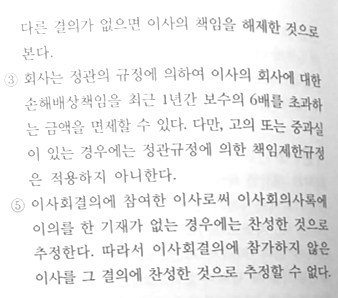 다른 결의가 없으면 이사의 책임을 해제한 것으로
본다.
③ 회사는 정관의 규정에 의하여 이사의 회사에 대한
손해배상책임을 최근 1년간 보수의 6배를 초과하
는 금액을 면제할 수 있다. 다만, 고의 또는 중과실
이 있는 경우에는 정관규정에 의한 책임제한규정
은 적용하지 아니한다.
⑤ 이사회결의에 참여한 이사로써 이사회의사록에
이의를 한 기재가 없는 경우에는 찬성한 것으로
추정한다. 따라서 이사회결의에 참가하지 않은
이사를 그 결의에 찬성한 것으로 추정할 수 없다.